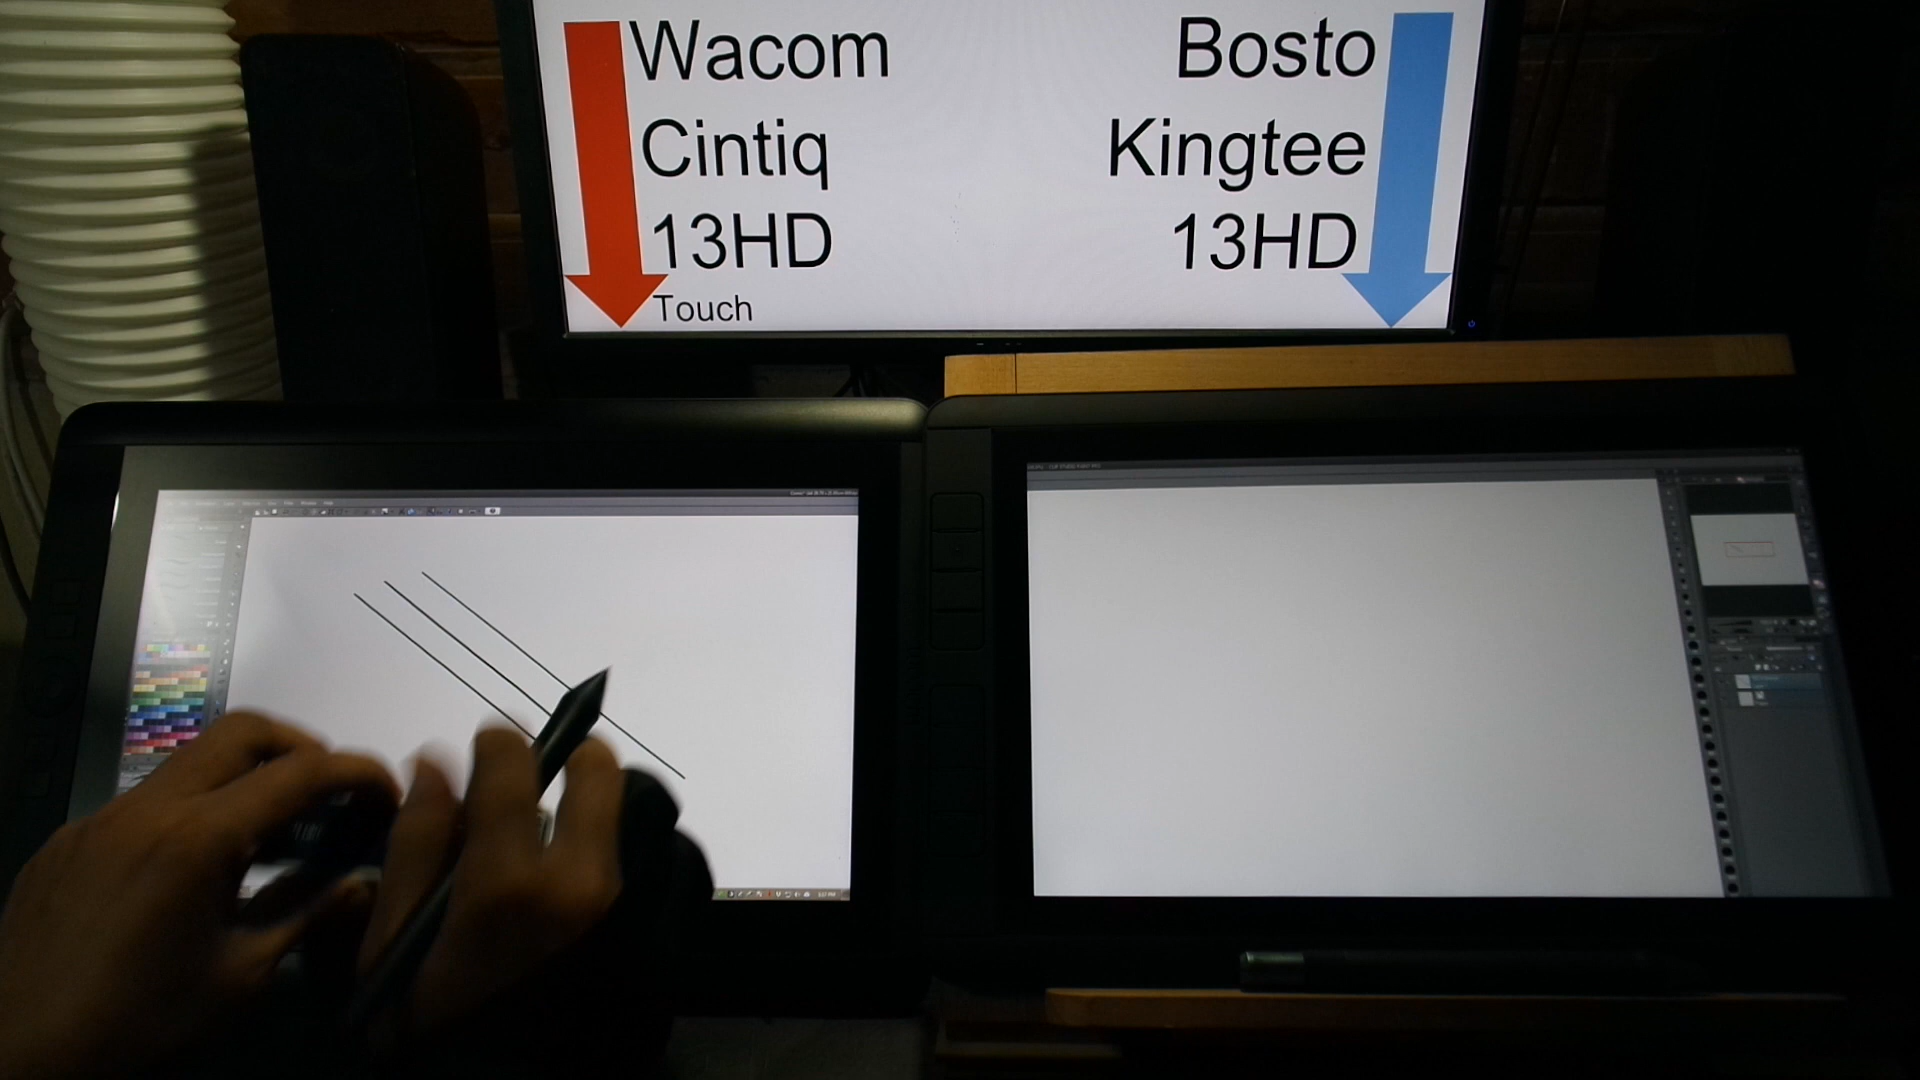 Wacom
Cintiq
13HD
Touch
Bosto
Kingtee
13HD